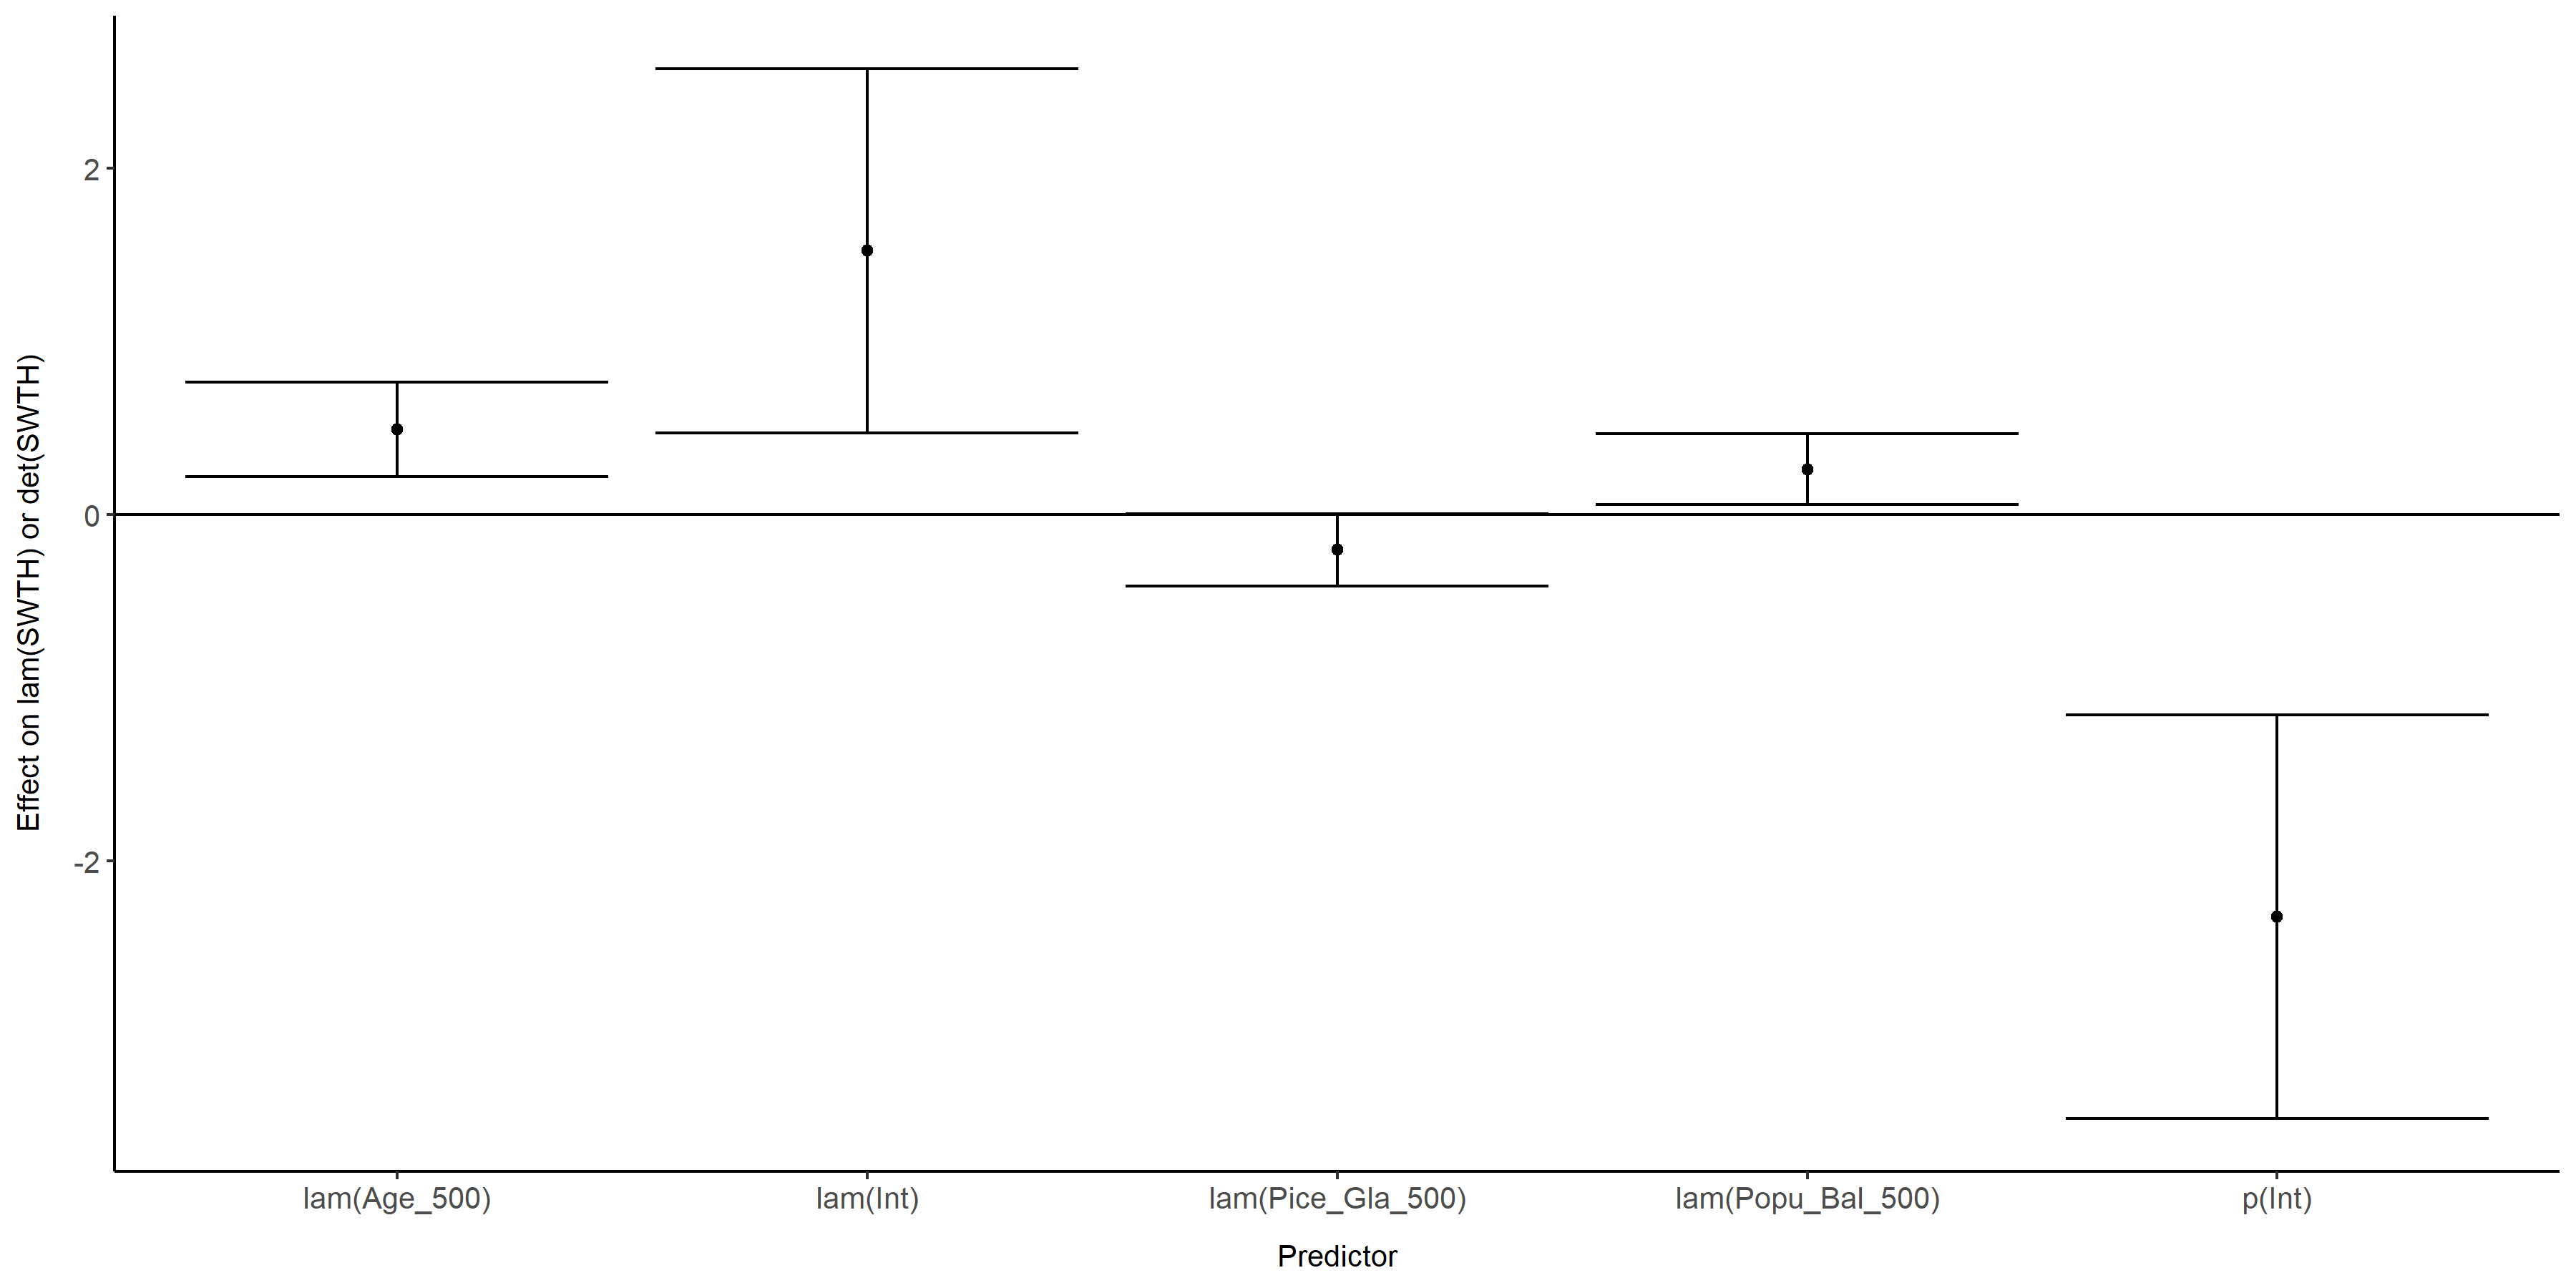 Effect on lam(SWTH) or det(SWTH)
2
0
-2
lam(Age_500)
lam(Int)
lam(Pice_Gla_500)
lam(Popu_Bal_500)
p(Int)
Predictor